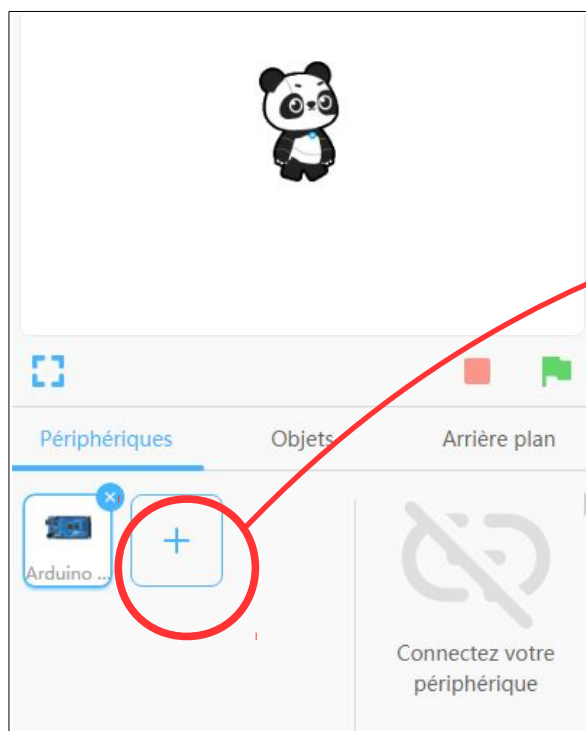 Périphériques Objets Arrière plan
Arduino ...
Connectez votre
périphérique